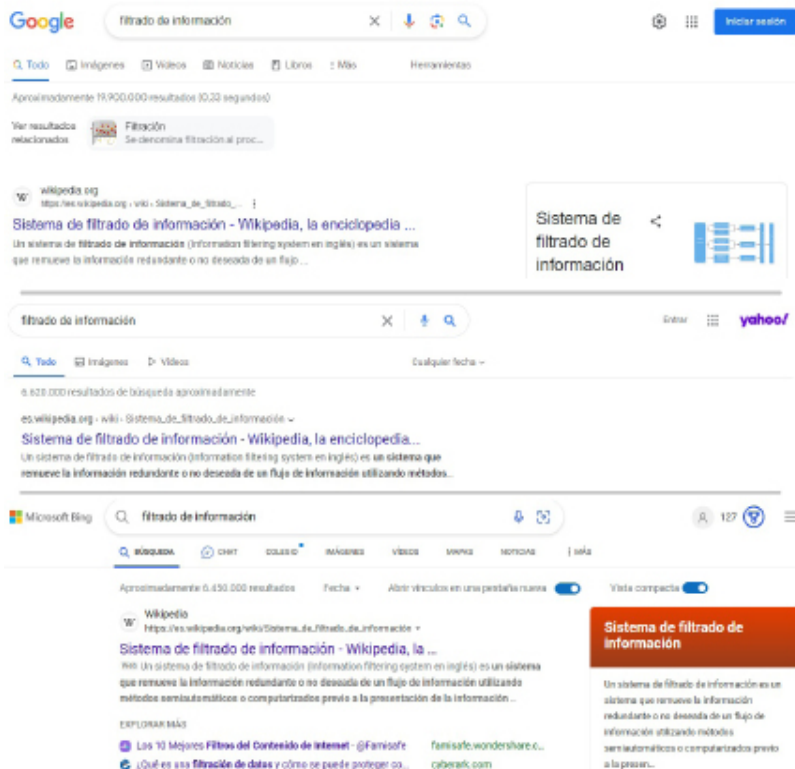 Google
filtrado de información
Iniciar sesión
Todo Imágenes Videos Noticias Libros : Más Herramientas
Aproximadamente 19,900,000 resultados (0,33 segundos)
Ver resultados
relacionados
Filtración
Se denomina filtración al proc...
W
wikipedia.org
https://es.wikipedia.org › wiki › Sistema_de_filtrado_...
Sistema de filtrado de información - Wikipedia, la enciclopedia ...
Un sistema de filtrado de información (Information filtering system en inglés) es un sistema
que remueve la información redundante o no deseada de un flujo ...
Sistema de
filtrado de
información
filtrado de información
Entrar
yahoo!
Todo Imágenes Vídeos Cualquier fecha
6.620.000 resultados de búsqueda aproximadamente
es.wikipedia.org › wiki › Sistema_de_filtrado_de_información
Sistema de filtrado de información - Wikipedia, la enciclopedia...
Un sistema de filtrado de información (Information filtering system en inglés) es un sistema que
remueve la información redundante o no deseada de un flujo de información utilizando métodos...
Microsoft Bing
filtrado de información
127
BÚSQUEDA CHAT COLEGIO IMÁGENES VÍDEOS MAPAS NOTICIAS MÁS
Aproximadamente 6.450.000 resultados Fecha Abrir vínculos en una pestaña nueva Vista compacta
W
Wikipedia
https://es.wikipedia.org/wiki/Sistema_de_filtrado_de_información
Sistema de filtrado de información - Wikipedia, la ...
Web Un sistema de filtrado de información (Information filtering system en inglés) es un sistema
que remueve la información redundante o no deseada de un flujo de información utilizando
métodos semiautomáticos o computarizados previo a la presentación de la información ...
EXPLORAR MÁS
Los 10 Mejores Filtros del Contenido de Internet - @Famisafe famisafe.wondershare.c...
¿Qué es una filtración de datos y cómo se puede proteger co... cyberark.com
Sistema de filtrado de
información
Un sistema de filtrado de información es un
sistema que remueve la información
redundante o no deseada de un flujo de
información utilizando métodos
semiautomáticos o computarizados previo
a la presen...